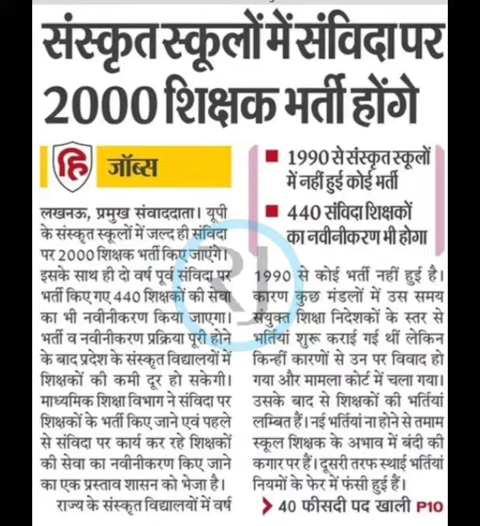 संस्कृत स्कूलों में संविदा पर
2000 शिक्षक भर्ती होंगे
हि
जॉब्स
1990 से संस्कृत स्कूलों
में नहीं हुई कोई भर्ती
440 संविदा शिक्षकों
का नवीनीकरण भी होगा
लखनऊ, प्रमुख संवाददाता। यूपी
के संस्कृत स्कूलों में जल्द ही संविदा
पर 2000 शिक्षक भर्ती किए जाएंगे।
इसके साथ ही दो वर्ष पूर्व संविदा पर
भर्ती किए गए 440 शिक्षकों की सेवा
का भी नवीनीकरण किया जाएगा।
भर्ती व नवीनीकरण प्रक्रिया पूरी होने
के बाद प्रदेश के संस्कृत विद्यालयों में
शिक्षकों की कमी दूर हो सकेगी।
माध्यमिक शिक्षा विभाग ने संविदा पर
शिक्षकों के भर्ती किए जाने एवं पहले
से संविदा पर कार्य कर रहे शिक्षकों
की सेवा का नवीनीकरण किए जाने
का एक प्रस्ताव शासन को भेजा है।
राज्य के संस्कृत विद्यालयों में वर्ष
1990 से कोई भर्ती नहीं हुई है।
कारण कुछ मंडलों में उस समय
संयुक्त शिक्षा निदेशकों के स्तर से
भर्तियां शुरू कराई गई थीं लेकिन
किन्हीं कारणों से उन पर विवाद हो
गया और मामला कोर्ट में चला गया।
उसके बाद से शिक्षकों की भर्तियां
लम्बित हैं। नई भर्तियां ना होने से तमाम
स्कूल शिक्षक के अभाव में बंदी की
कगार पर हैं। दूसरी तरफ स्थाई भर्तियां
नियमों के फेर में फंसी हुई हैं।
40 फीसदी पद खाली P10